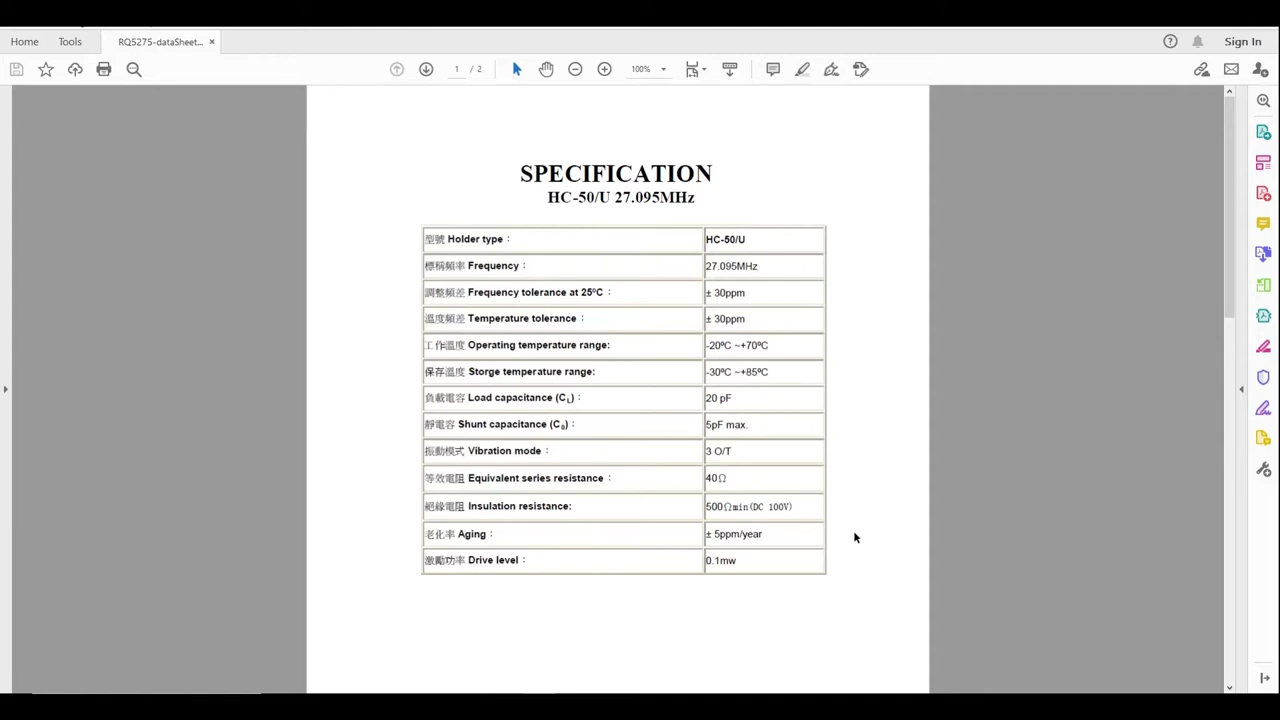 Home Tools RQ5275-dataSheet... × Sign In
1 / 2 100%
SPECIFICATION
HC-50/U 27.095MHz
型號 Holder type： HC-50/U
標稱頻率 Frequency： 27.095MHz
調整頻差 Frequency tolerance at 25ºC： ± 30ppm
溫度頻差 Temperature tolerance： ± 30ppm
工作溫度 Operating temperature range: -20ºC ~+70ºC
保存溫度 Storge temperature range: -30ºC ~+85ºC
負載電容 Load capacitance (CL)： 20 pF
靜電容 Shunt capacitance (C0)： 5pF max.
振動模式 Vibration mode： 3 O/T
等效電阻 Equivalent series resistance： 40Ω
絕緣電阻 Insulation resistance: 500Ωmin(DC 100V)
老化率 Aging： ± 5ppm/year
激勵功率 Drive level： 0.1mw